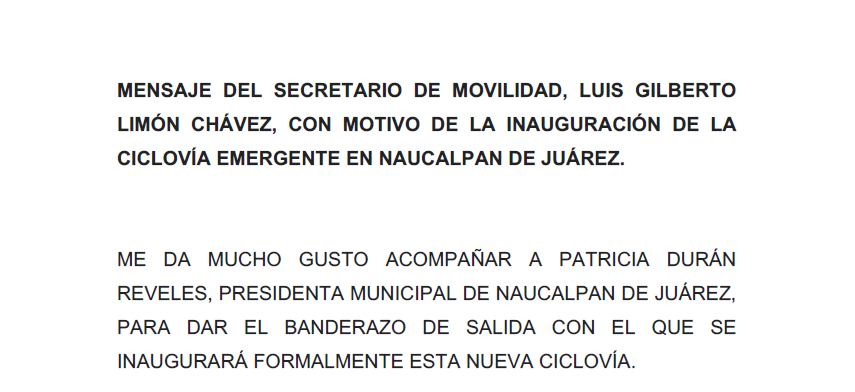 MENSAJE DEL SECRETARIO DE MOVILIDAD, LUIS GILBERTO
LIMÓN CHÁVEZ, CON MOTIVO DE LA INAUGURACIÓN DE LA
CICLOVÍA EMERGENTE EN NAUCALPAN DE JUÁREZ.
ME DA MUCHO GUSTO ACOMPAÑAR A PATRICIA DURÁN
REVELES, PRESIDENTA MUNICIPAL DE NAUCALPAN DE JUÁREZ,
PARA DAR EL BANDERAZO DE SALIDA CON EL QUE SE
INAUGURARÁ FORMALMENTE ESTA NUEVA CICLOVÍA.